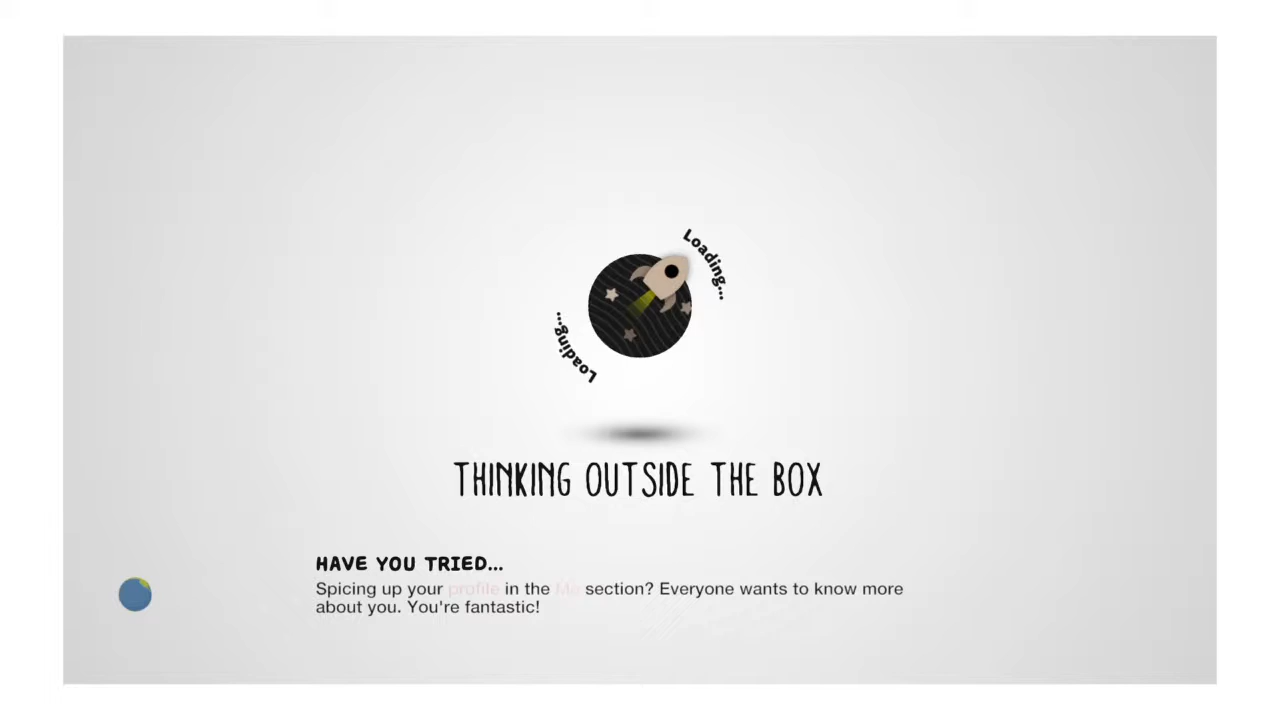 Loading...
Loading...
THINKING OUTSIDE THE BOX
HAVE YOU TRIED...
Spicing up your profile in the Me section? Everyone wants to know more
about you. You're fantastic!